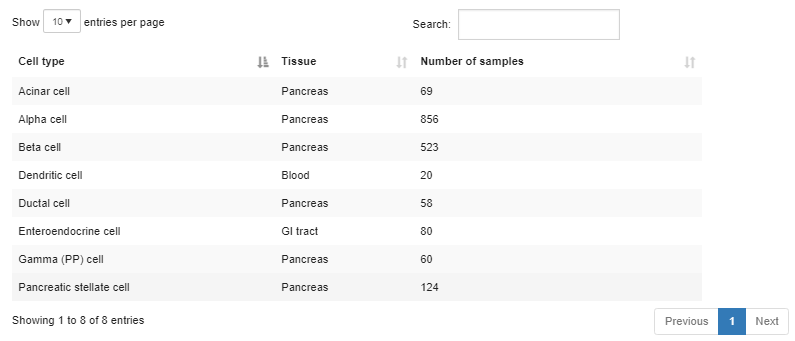 Show 10 entries per page Search:
Cell type Tissue Number of samples
Acinar cell Pancreas 69
Alpha cell Pancreas 856
Beta cell Pancreas 523
Dendritic cell Blood 20
Ductal cell Pancreas 58
Enteroendocrine cell GI tract 80
Gamma (PP) cell Pancreas 60
Pancreatic stellate cell Pancreas 124
Showing 1 to 8 of 8 entries Previous 1 Next